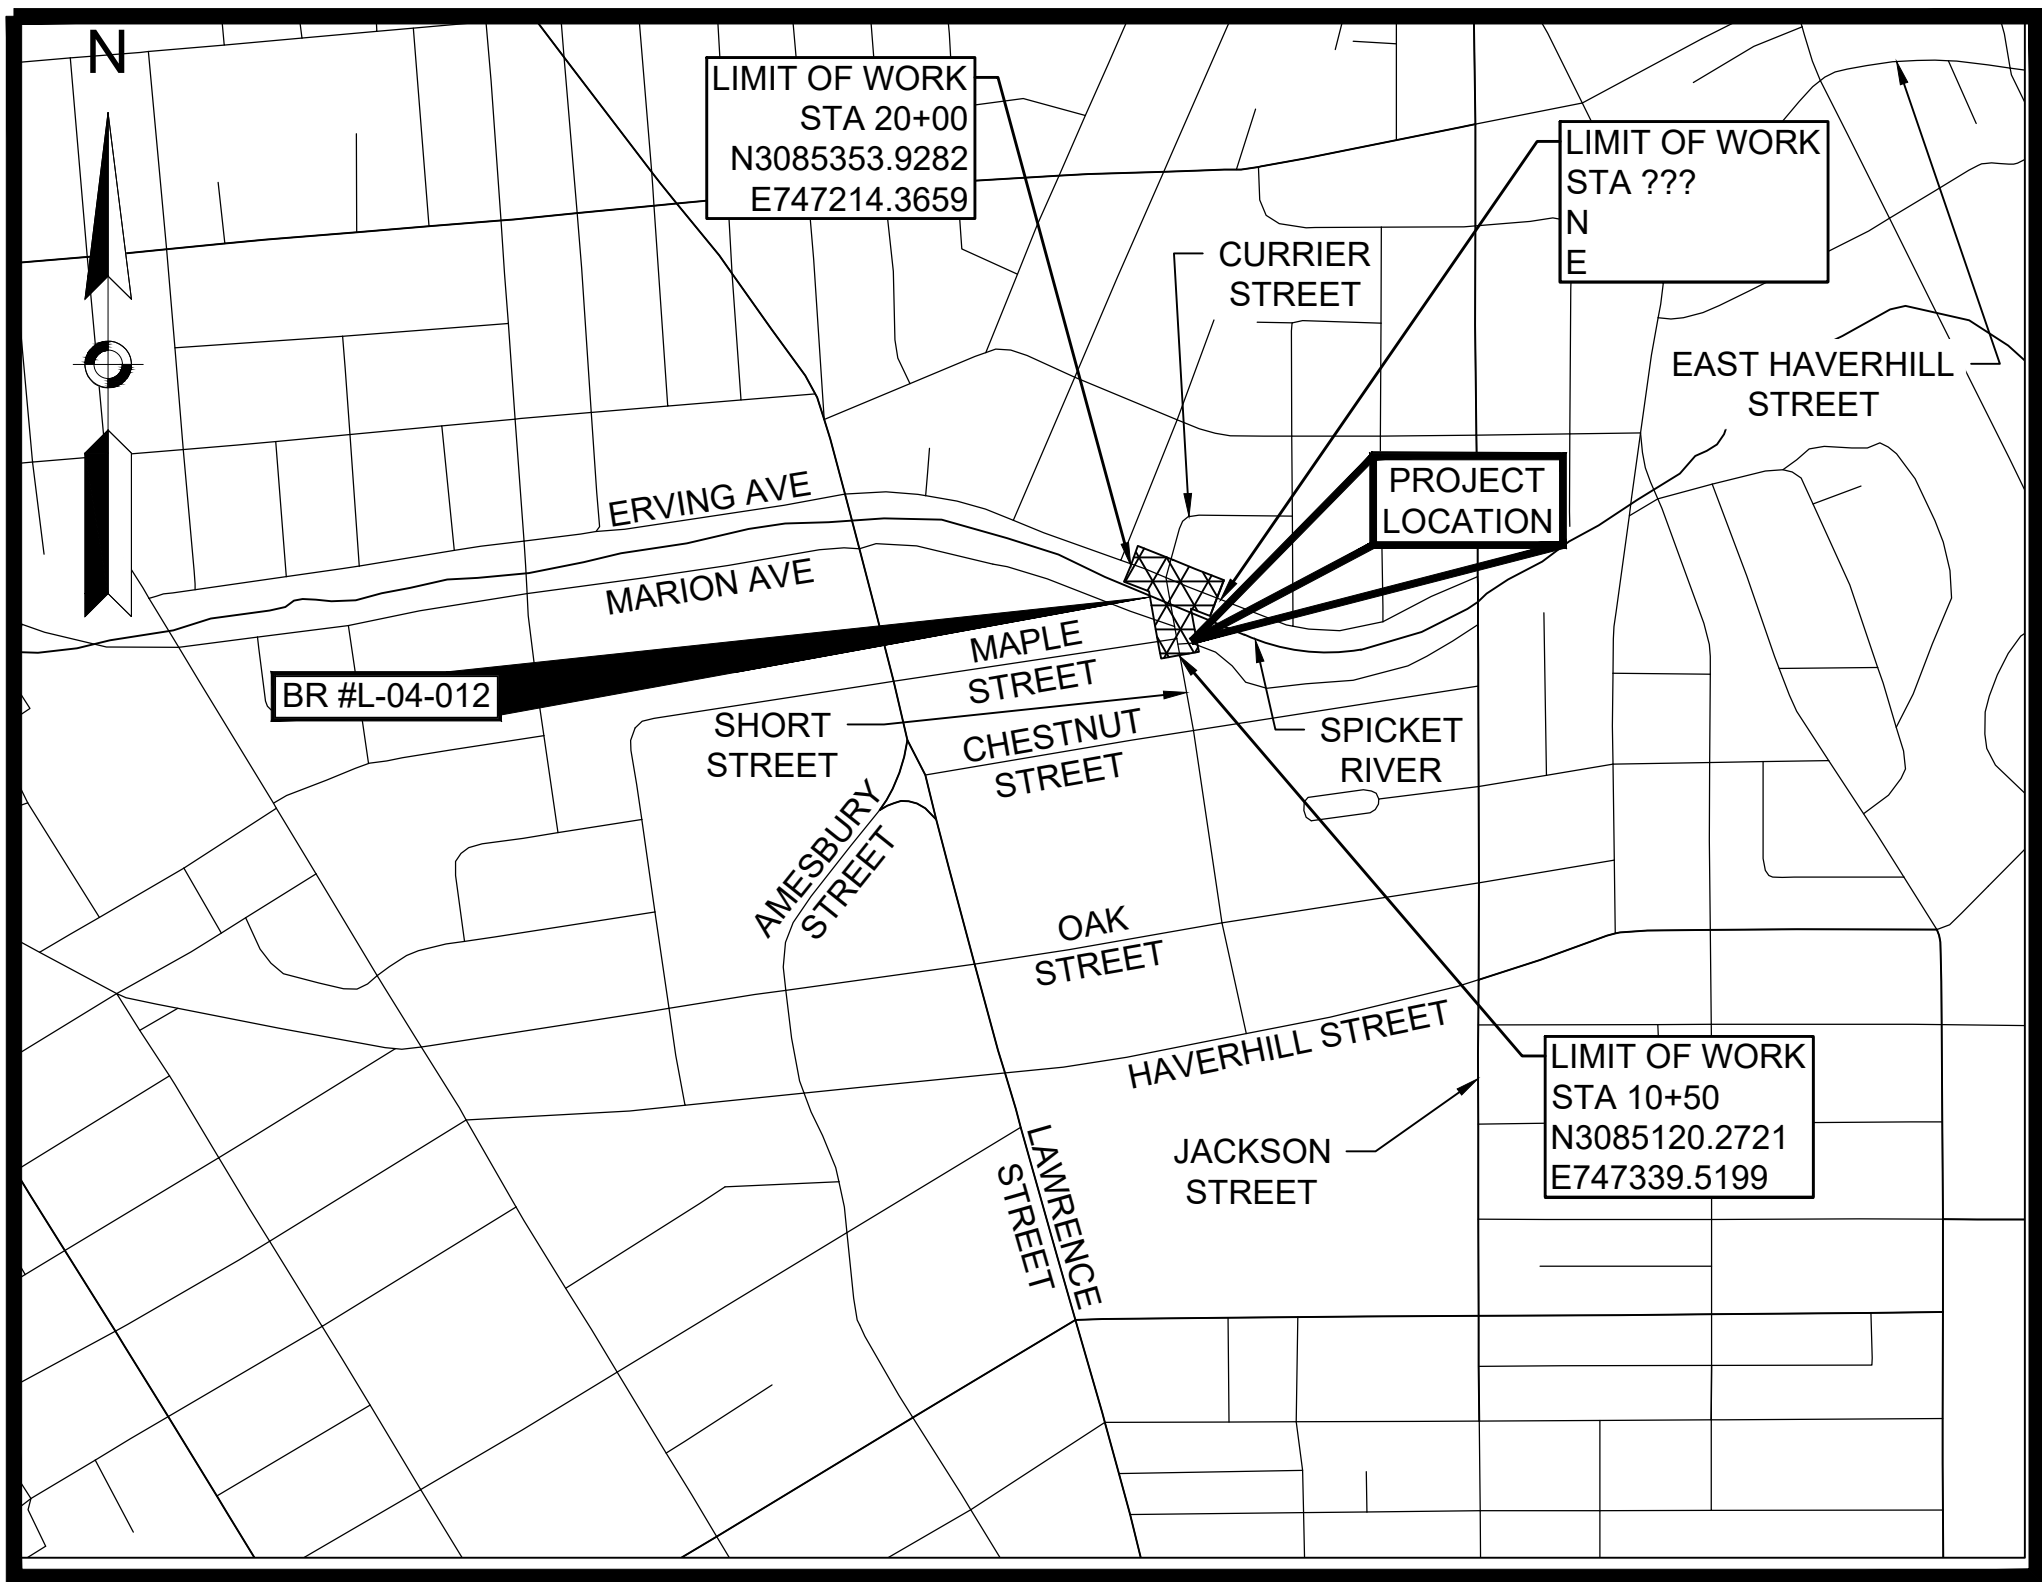 N
LIMIT OF WORK
STA 20+00
N3085353.9282
E747214.3659
LIMIT OF WORK
STA ???
N
E
CURRIER
STREET
EAST HAVERHILL
STREET
PROJECT
LOCATION
ERVING AVE
MARION AVE
MAPLE
STREET
BR #L-04-012
SHORT
STREET
CHESTNUT
STREET
SPICKET
RIVER
AMESBURY
STREET
OAK
STREET
HAVERHILL STREET
LIMIT OF WORK
STA 10+50
N3085120.2721
E747339.5199
JACKSON
STREET
LAWRENCE
STREET